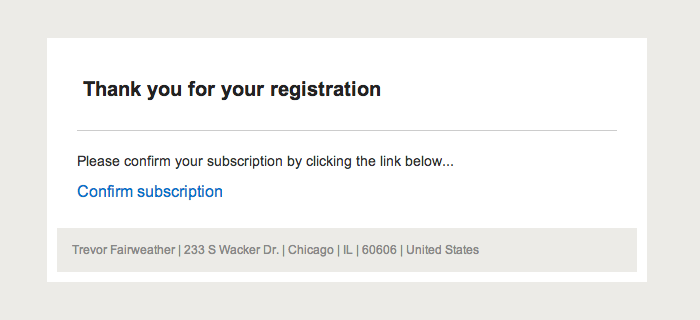 Thank you for your registration
Please confirm your subscription by clicking the link below...
Confirm subscription
Trevor Fairweather | 233 S Wacker Dr. | Chicago | IL | 60606 | United States